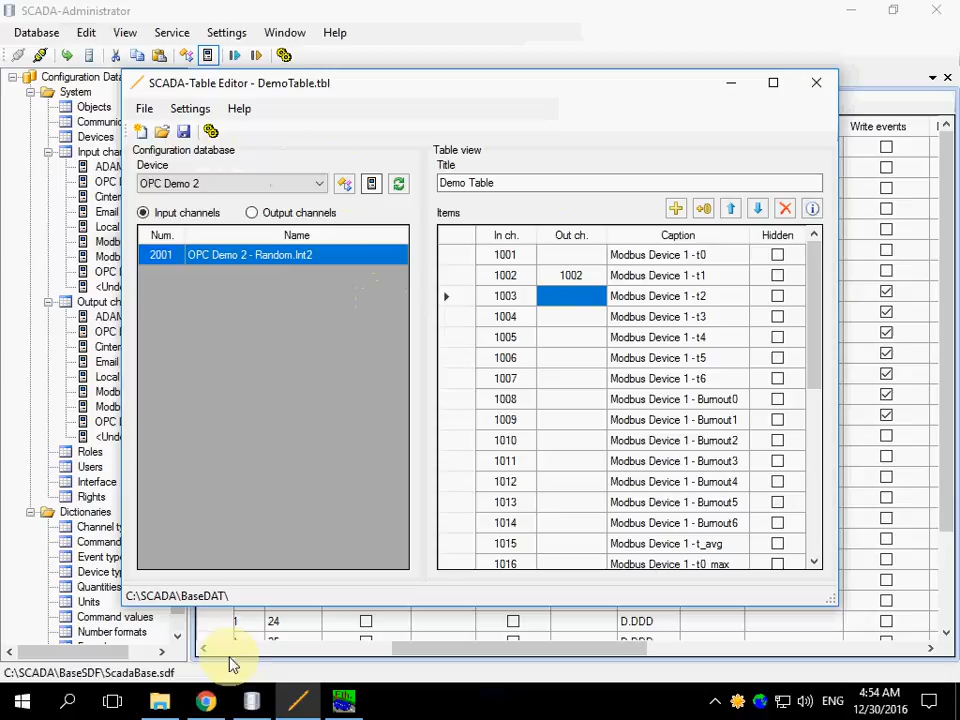 SCADA-Administrator
Database Edit View Service Settings Window Help
Configuration Data
System
Objects
Devices
ADAM
OPC
Email
Local
Modb
Modb
OPC
<Und
ADAM
OPC
Email
Local
Modb
Modb
OPC
<Und
Roles
Users
Interface
Rights
Dictionaries
Channel ty
Command
Event type
Device typ
Quantities
Units
Command values
Number formats
SCADA-Table Editor - DemoTable.tbl
File Settings Help
Configuration database
Device
OPC Demo 2
Input channels Output channels
Num. Name
2001 OPC Demo 2 - Random.Int2
C:\SCADA\BaseDAT\
Table view
Title
Demo Table
Items
In ch. Out ch. Caption Hidden
1001 Modbus Device 1 - t0
1002 1002 Modbus Device 1 - t1
1003 Modbus Device 1 - t2
1004 Modbus Device 1 - t3
1005 Modbus Device 1 - t4
1006 Modbus Device 1 - t5
1007 Modbus Device 1 - t6
1008 Modbus Device 1 - Burnout0
1009 Modbus Device 1 - Burnout1
1010 Modbus Device 1 - Burnout2
1011 Modbus Device 1 - Burnout3
1012 Modbus Device 1 - Burnout4
1013 Modbus Device 1 - Burnout5
1014 Modbus Device 1 - Burnout6
1015 Modbus Device 1 - t_avg
1016 Modbus Device 1 - t0_max
Write events
1 24 D.DDD
C:\SCADA\BaseSDF\ScadaBase.sdf
ENG
4:54 AM
12/30/2016